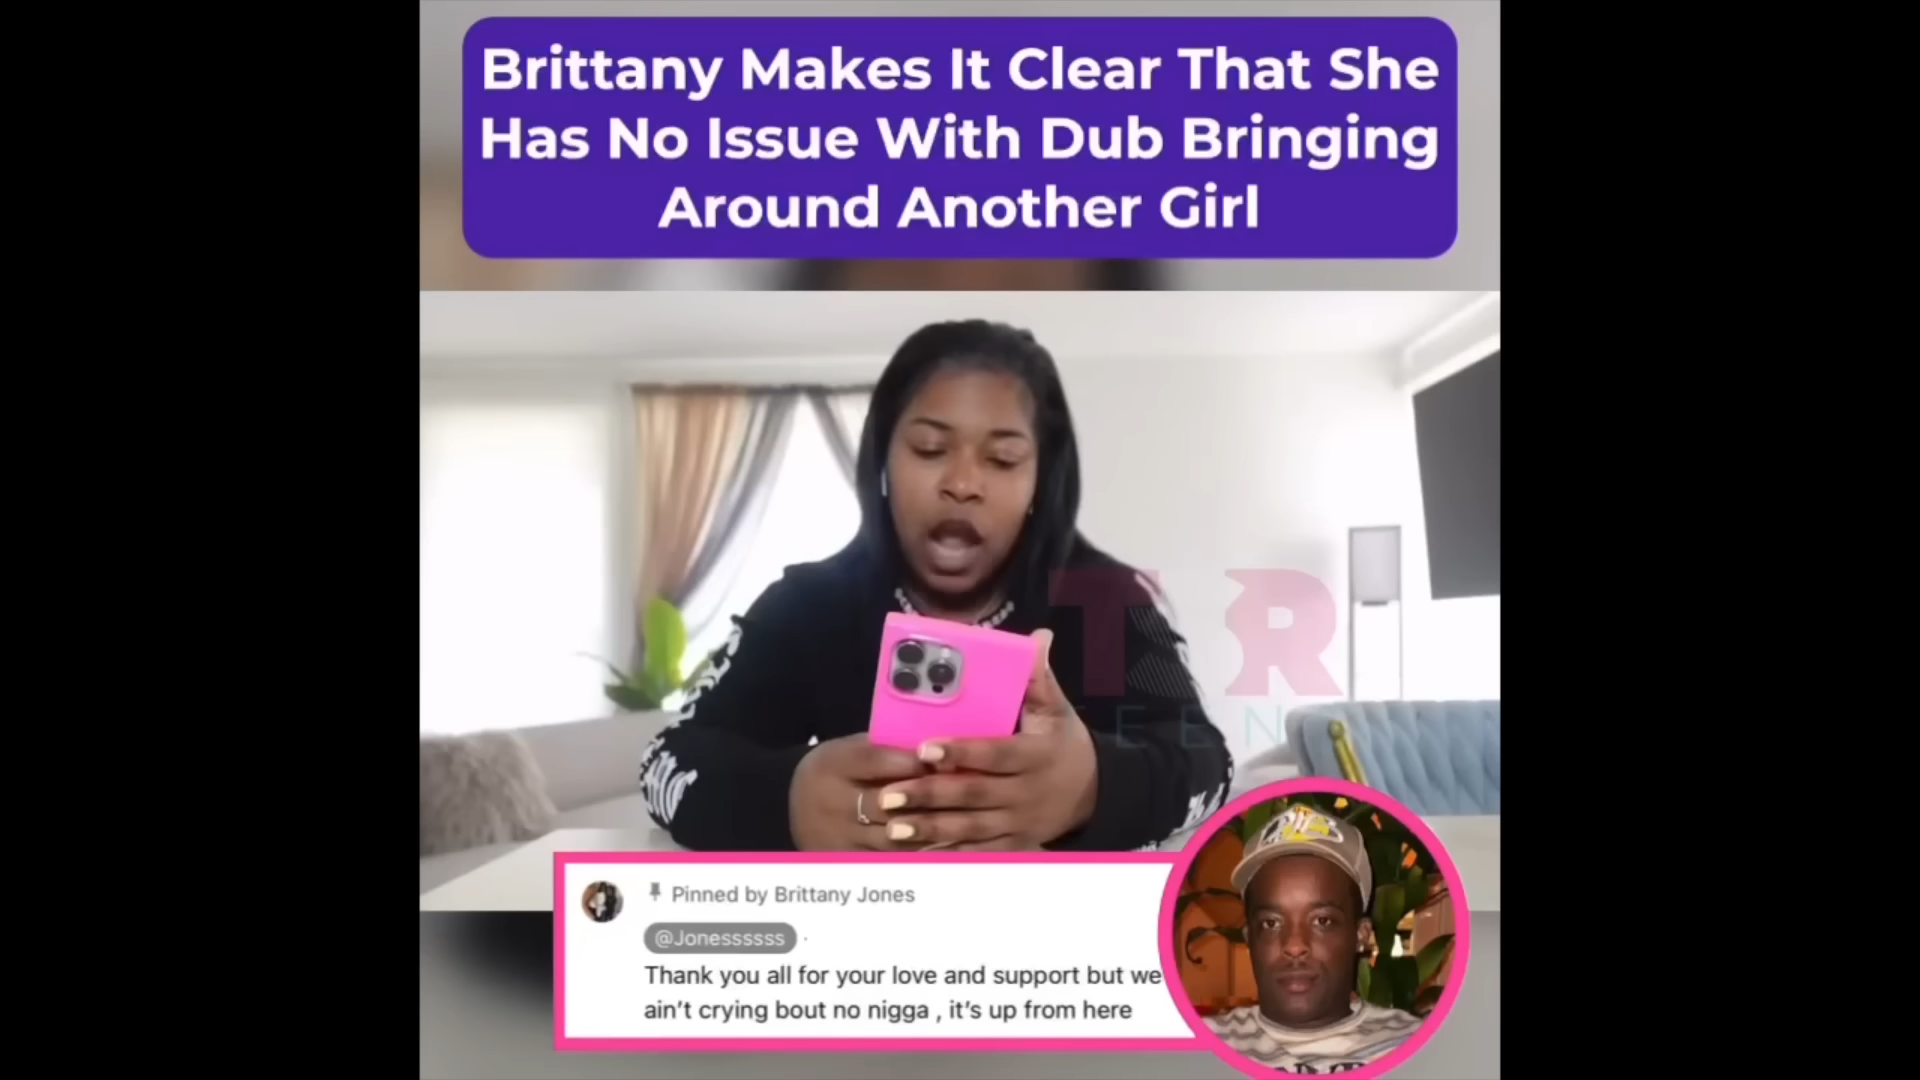 Brittany Makes It Clear That She
Has No Issue With Dub Bringing
Around Another Girl
TSR
TEENS
Pinned by Brittany Jones
@Jonessssss ·
Thank you all for your love and support but we
ain’t crying bout no nigga , it’s up from here